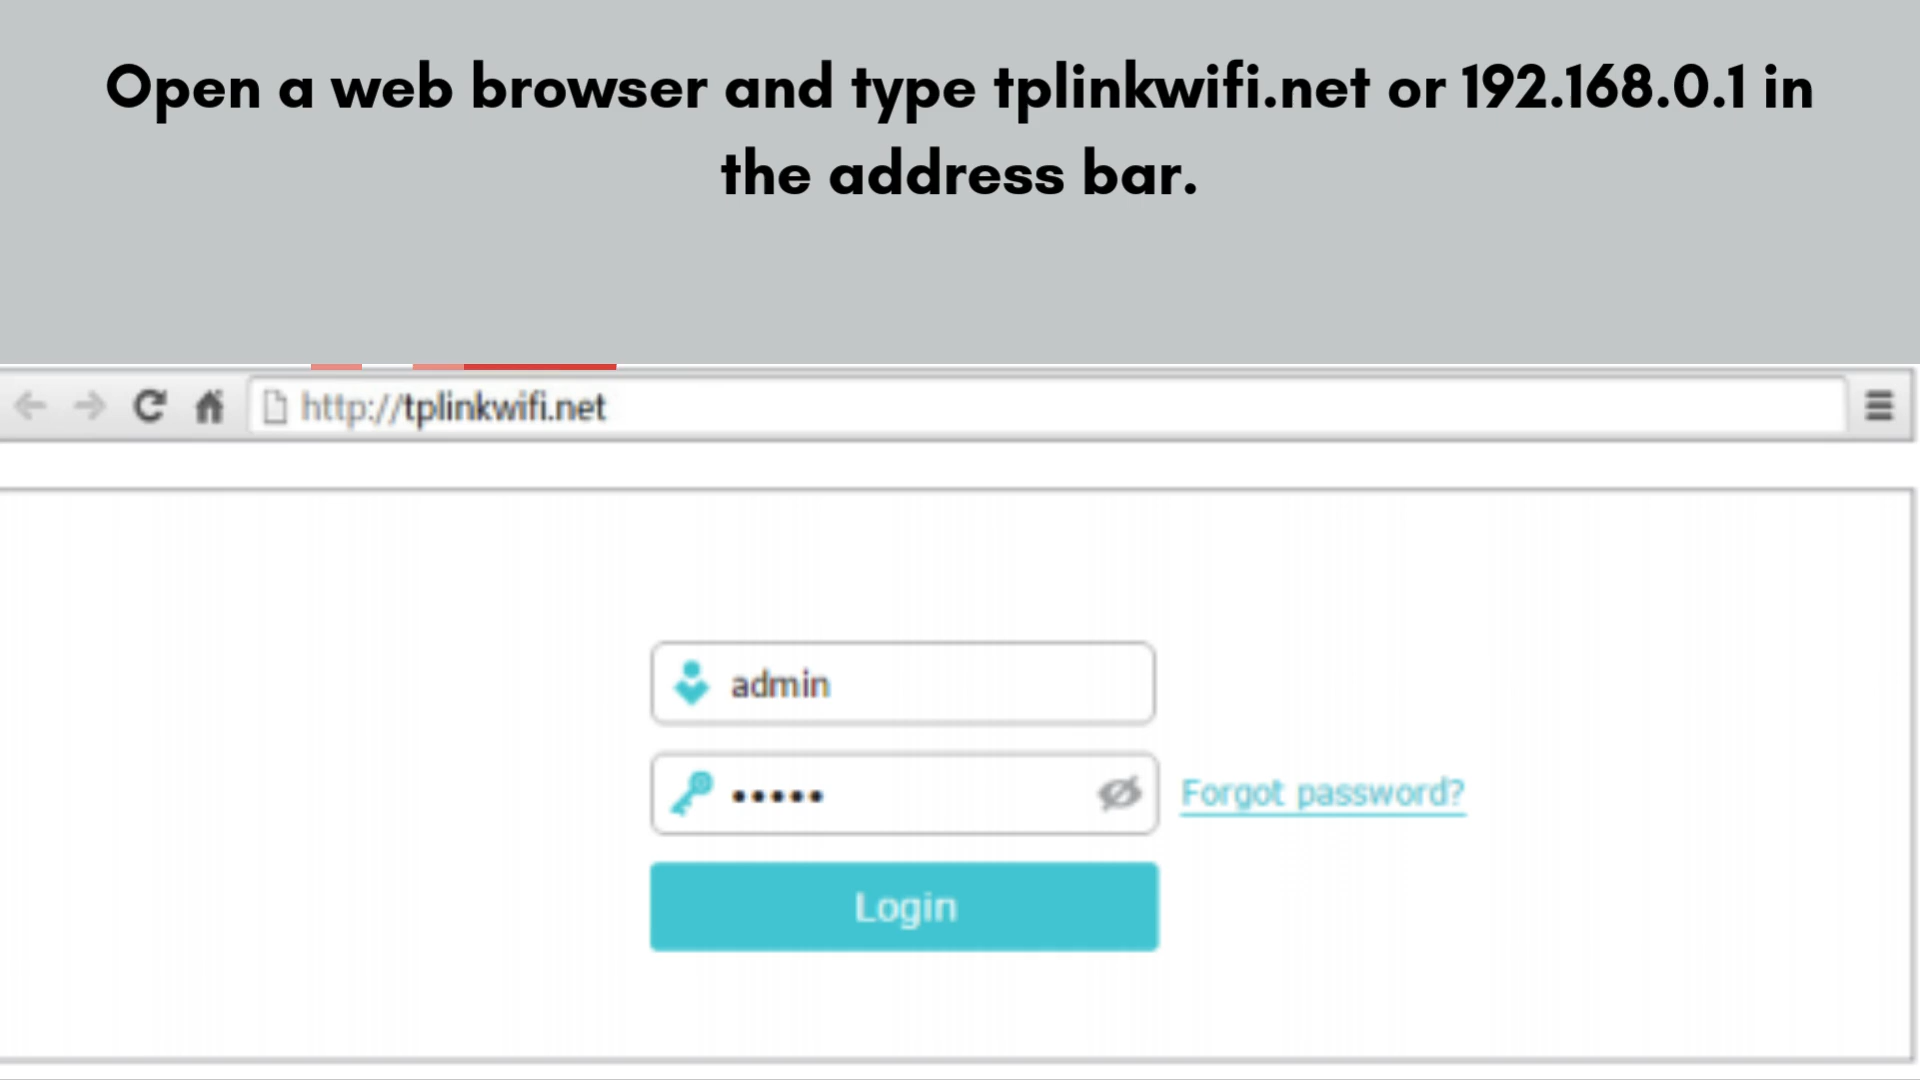 Open a web browser and type tplinkwifi.net or 192.168.0.1 in
the address bar.
http://tplinkwifi.net
admin
•••••
Forgot password?
Login